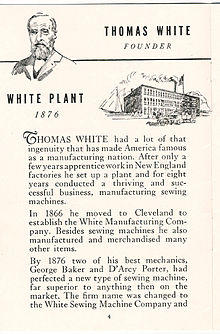 THOMAS WHITE
FOUNDER
WHITE PLANT
1876
THOMAS WHITE had a lot of that
ingenuity that has made America famous
as a manufacturing nation. After only a
few years apprentice work in New England
factories he set up a plant and for eight
years conducted a thriving and suc-
cessful business, manufacturing sewing
machines.
In 1866 he moved to Cleveland to
establish the White Manufacturing Com-
pany. Besides sewing machines he also
manufactured and merchandised many
other items.
By 1876 two of his best mechanics,
George Baker and D'Arcy Porter, had
perfected a new type of sewing machine,
far superior to anything then on the
market. The firm name was changed to
the White Sewing Machine Company and
4